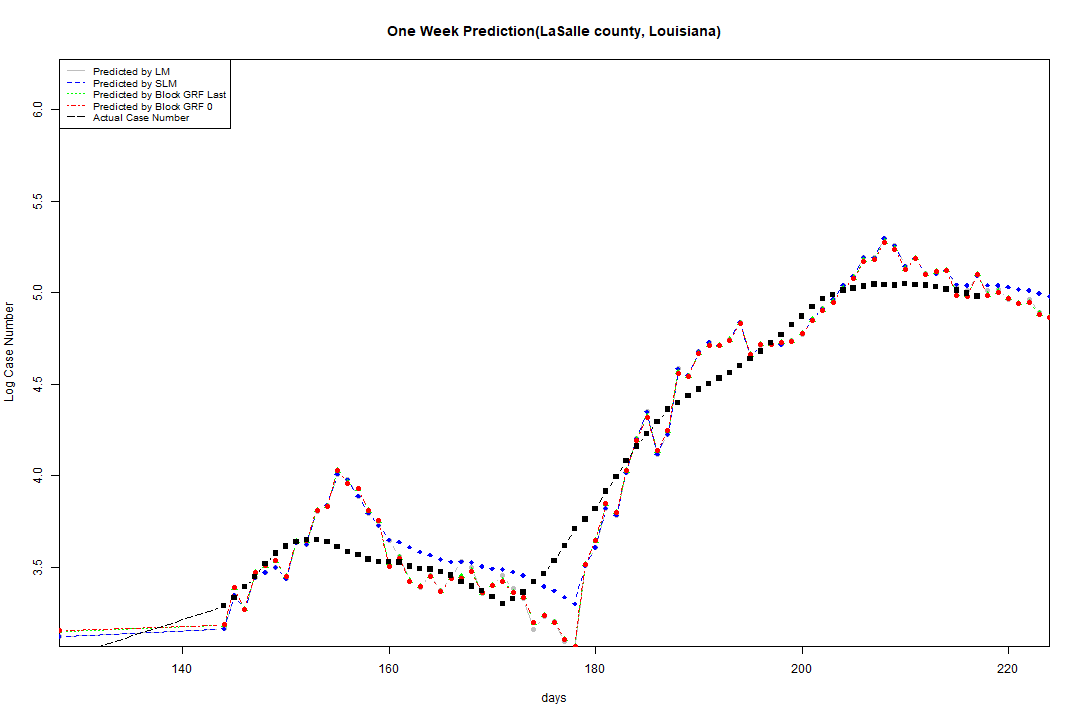 One Week Prediction(LaSalle county, Louisiana)
Predicted by LM
Predicted by SLM
Predicted by Block GRF Last
Predicted by Block GRF 0
Actual Case Number
6.0
5.5
5.0
4.5
4.0
3.5
Log Case Number
140 160 180 200 220
days